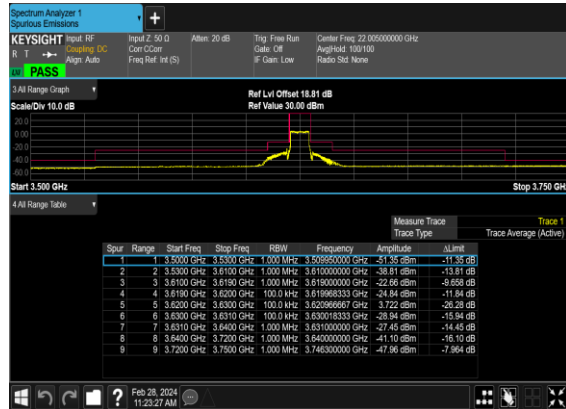 Spectrum Analyzer 1
Spurious Emissions
+
KEYSIGHT Input: RF Input Z: 50 Ω Atten: 20 dB Trig: Free Run Center Freq: 22.005000000 GHz
R T Coupling: DC Corr CCorr Gate: Off Avg|Hold: 100/100
Align: Auto Freq Ref: Int (S) IF Gain: Low Radio Std: None
PASS
3 All Range Graph
Ref Lvl Offset 18.81 dB
Scale/Div 10.0 dB Ref Value 30.00 dBm
20.0
0.00
-20.0
-40.0
-60.0
Start 3.500 GHz Stop 3.750 GH
4 All Range Table
Measure Trace Trace 1
Trace Type Trace Average (Active)
Spur Range Start Freq Stop Freq RBW Frequency Amplitude ΔLimit
1 1 3.5000 GHz 3.5300 GHz 1.000 MHz 3.509950000 GHz -51.35 dBm -11.35 dB
2 2 3.5300 GHz 3.6100 GHz 1.000 MHz 3.610000000 GHz -38.81 dBm -13.81 dB
3 3 3.6100 GHz 3.6190 GHz 1.000 MHz 3.619000000 GHz -22.66 dBm -9.658 dB
4 4 3.6190 GHz 3.6200 GHz 100.0 kHz 3.619968333 GHz -24.84 dBm -11.84 dB
5 5 3.6200 GHz 3.6300 GHz 100.0 kHz 3.620966667 GHz 3.722 dBm -26.28 dB
6 6 3.6300 GHz 3.6310 GHz 100.0 kHz 3.630018333 GHz -28.94 dBm -15.94 dB
7 7 3.6310 GHz 3.6400 GHz 1.000 MHz 3.631000000 GHz -27.45 dBm -14.45 dB
8 8 3.6400 GHz 3.7200 GHz 1.000 MHz 3.640000000 GHz -41.10 dBm -16.10 dB
9 9 3.7200 GHz 3.7500 GHz 1.000 MHz 3.746300000 GHz -47.96 dBm -7.964 dB
? Feb 28, 2024
11:23:27 AM